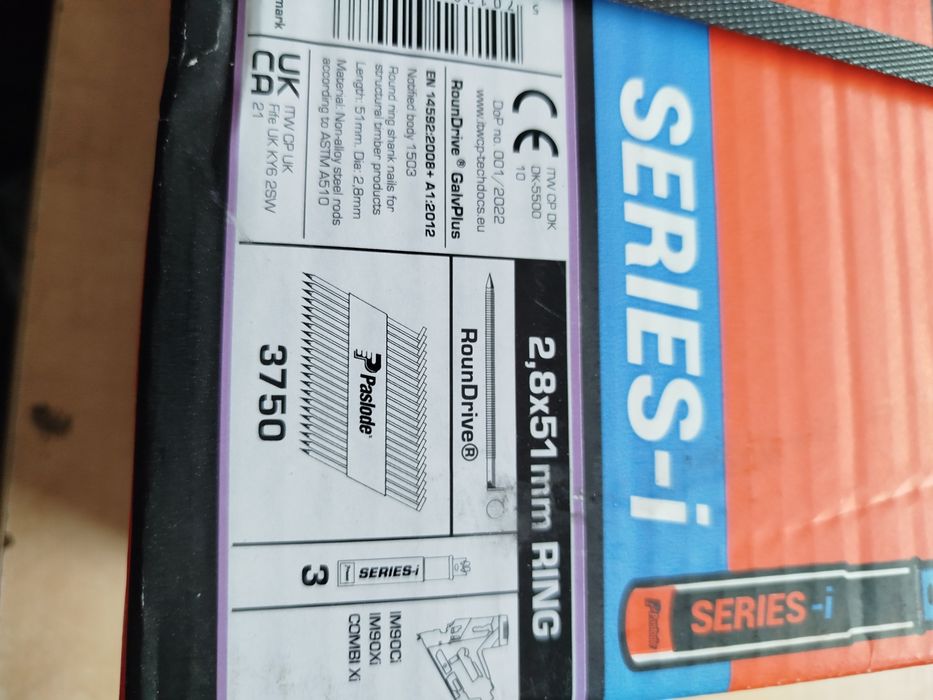 SERIES-i
Paslode
SERIES-i
2,8x51mm RING
RounDrive®
Paslode
3750
SERIES-i
3
IM90Ci
IM90Xi
COMBI Xi
CE
ITW CP DK
DK-5500
10
DoP no. 001/2022
www.itwcp-techdocs.eu
RounDrive® GalvPlus
EN 14592:2008+ A1:2012
Notified body 1503
Round ring shank nails for
structural timber products
Length: 51mm. Dia: 2,8mm
Material: Non-alloy steel rods
according to ASTM A510
UK
CA
ITW CP UK
Fife UK KY6 2SW
21
mark